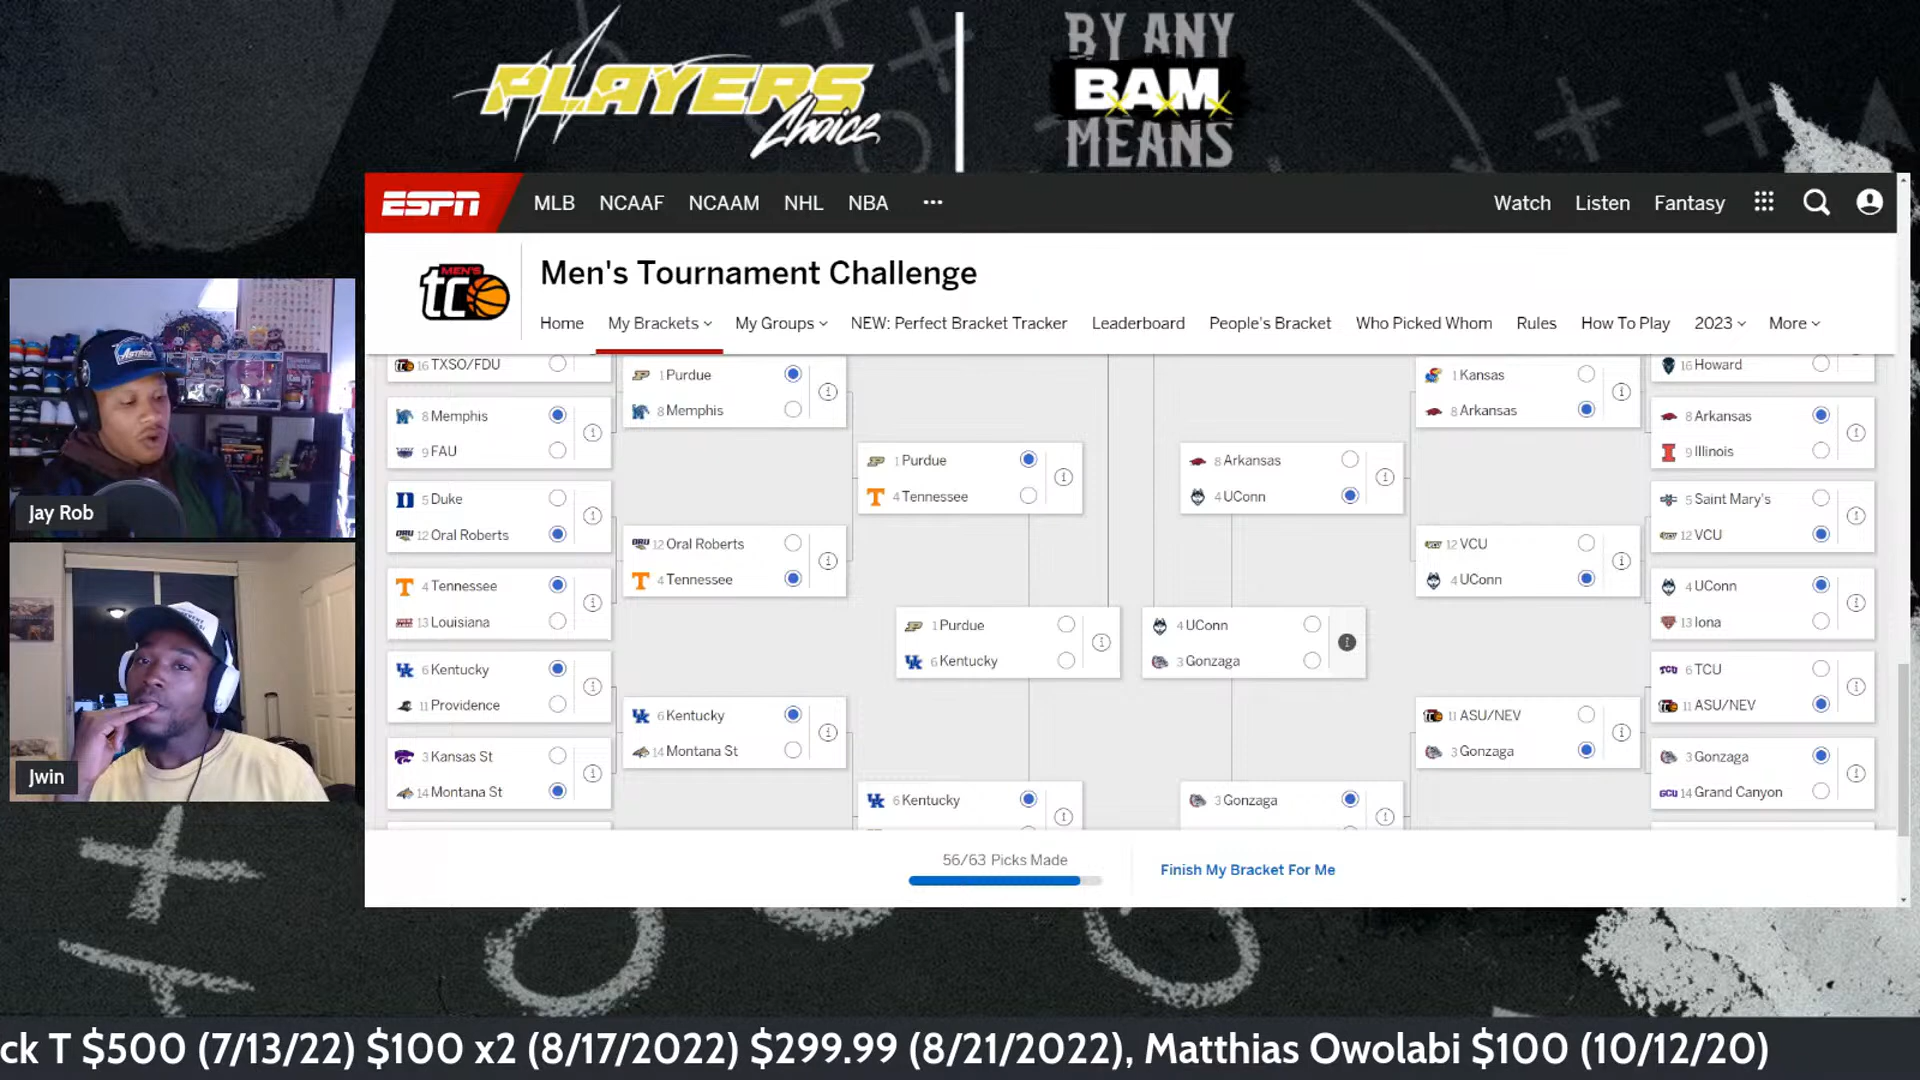 PLAYERS
Choice
BY ANY
BAM
MEANS
ESPN
MLB NCAAF NCAAM NHL NBA ...
Watch Listen Fantasy
MEN'S
tc
Men's Tournament Challenge
Home My Brackets My Groups NEW: Perfect Bracket Tracker Leaderboard People's Bracket Who Picked Whom Rules How To Play 2023 More
16 TXSO/FDU
8 Memphis
9 FAU
5 Duke
12 Oral Roberts
4 Tennessee
13 Louisiana
6 Kentucky
11 Providence
3 Kansas St
14 Montana St
1 Purdue
8 Memphis
12 Oral Roberts
4 Tennessee
6 Kentucky
14 Montana St
1 Purdue
4 Tennessee
1 Purdue
6 Kentucky
6 Kentucky
8 Arkansas
4 UConn
4 UConn
3 Gonzaga
3 Gonzaga
1 Kansas
8 Arkansas
12 VCU
4 UConn
11 ASU/NEV
3 Gonzaga
16 Howard
8 Arkansas
9 Illinois
5 Saint Mary's
12 VCU
4 UConn
13 Iona
6 TCU
11 ASU/NEV
3 Gonzaga
14 Grand Canyon
56/63 Picks Made
Finish My Bracket For Me
Jay Rob
Jwin
ck T $500 (7/13/22) $100 x2 (8/17/2022) $299.99 (8/21/2022), Matthias Owolabi $100 (10/12/20)